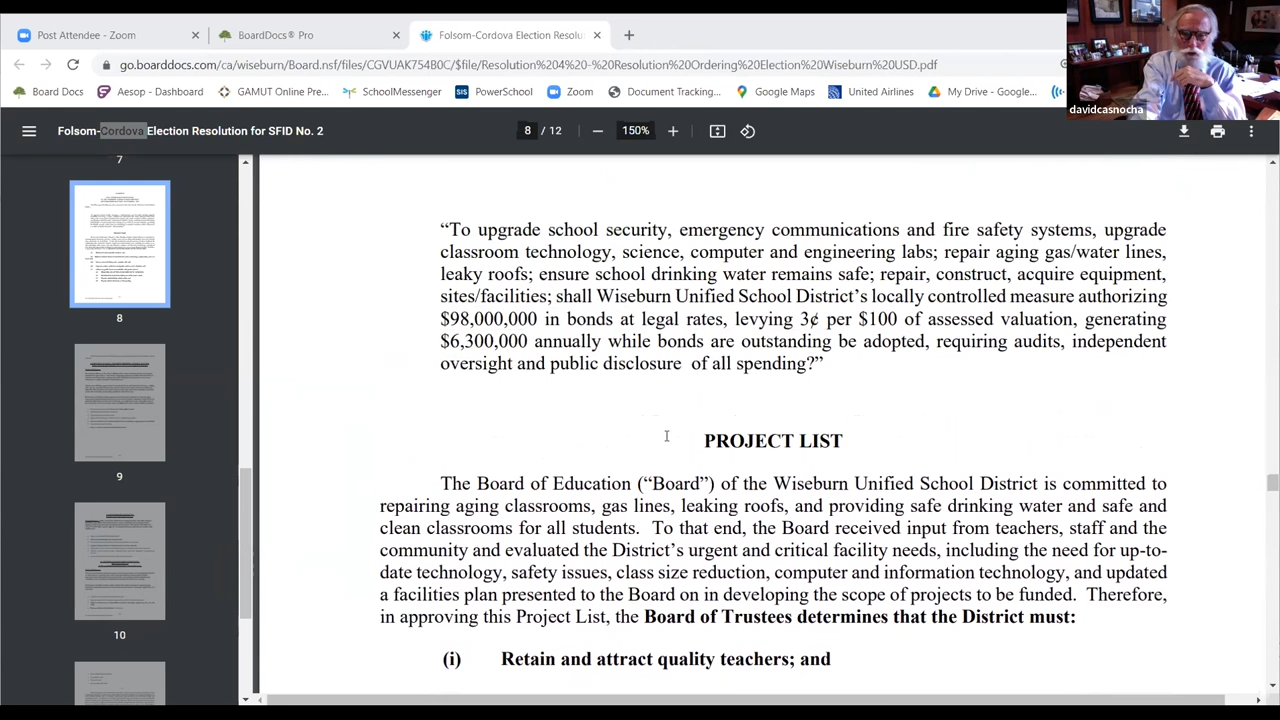 Post Attendee - Zoom
BoardDocs® Pro
Folsom-Cordova Election Resolu
go.boarddocs.com/ca/wiseburn/Board.nsf/files/CGVUAK75480C/$file/Resolution%20%244%20-%20Resolution%20Ordering%20Election%20Wiseburn%20USD.pdf
Board Docs
Aesop - Dashboard
GAMUT Online Pre...
SchoolMessenger
SIS PowerSchool
Zoom
Document Tracking...
Google Maps
United Airlines
My Drive - Google...
davidcasnocha
Folsom-Cordova Election Resolution for SFID No. 2
8 / 12
150%
7
8
9
10
“To upgrade school security, emergency communications and fire safety systems, upgrade
classroom technology, science, computer and engineering labs; repair aging gas/water lines,
leaky roofs; ensure school drinking water remains safe; repair, construct, acquire equipment,
sites/facilities; shall Wiseburn Unified School District’s locally controlled measure authorizing
$98,000,000 in bonds at legal rates, levying 3¢ per $100 of assessed valuation, generating
$6,300,000 annually while bonds are outstanding be adopted, requiring audits, independent
oversight and public disclosure of all spending?”
PROJECT LIST
The Board of Education (“Board”) of the Wiseburn Unified School District is committed to
repairing aging classrooms, gas lines, leaking roofs, and providing safe drinking water and safe and
clean classrooms for all students. To that end, the Board received input from teachers, staff and the
community and evaluated the District’s urgent and critical facility needs, including the need for up-to-
date technology, safety issues, class size reduction, computer and information technology, and updated
a facilities plan presented to the Board on in developing the scope of projects to be funded. Therefore,
in approving this Project List, the Board of Trustees determines that the District must:
(i) Retain and attract quality teachers; and